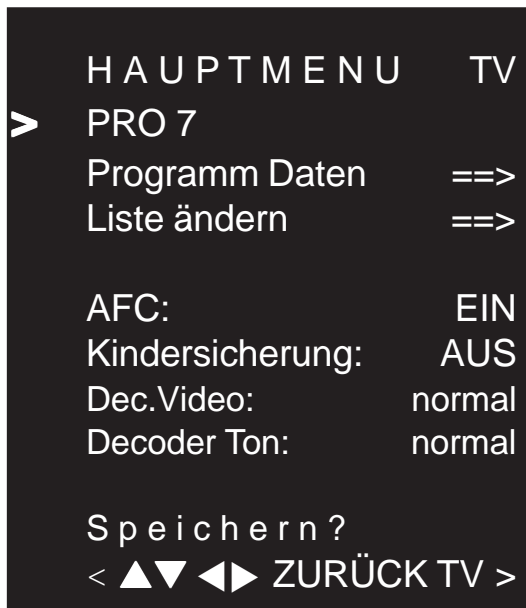 H A U P T M E N U TV
> PRO 7
Programm Daten ==>
Liste ändern ==>
AFC: EIN
Kindersicherung: AUS
Dec.Video: normal
Decoder Ton: normal
S p e i c h e r n ?
< ▲▼ ◀▶ ZURÜCK TV >